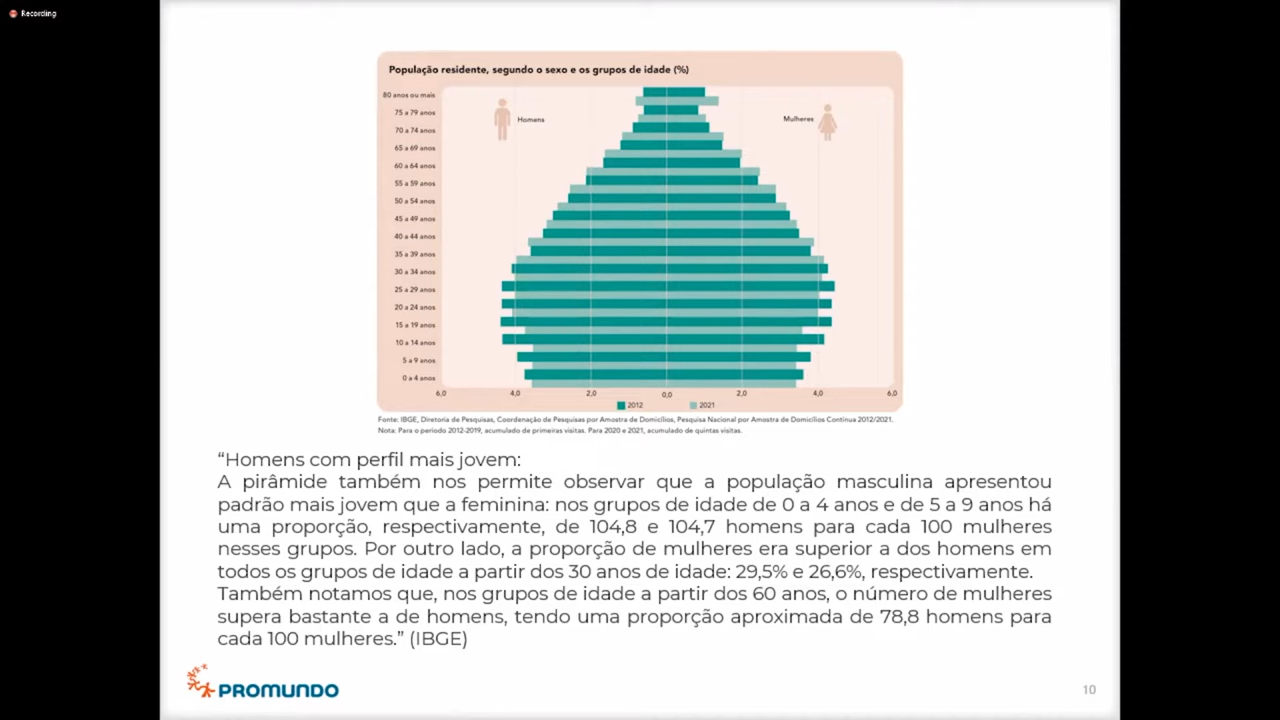 Recording
População residente, segundo o sexo e os grupos de idade (%)
80 anos ou mais
75 a 79 anos
70 a 74 anos
65 a 69 anos
60 a 64 anos
55 a 59 anos
50 a 54 anos
45 a 49 anos
40 a 44 anos
35 a 39 anos
30 a 34 anos
25 a 29 anos
20 a 24 anos
15 a 19 anos
10 a 14 anos
5 a 9 anos
0 a 4 anos
Homens
Mulheres
6,0 4,0 2,0 0,0 2,0 4,0 6,0
2012 2021
Fonte: IBGE, Diretoria de Pesquisas, Coordenação de Pesquisas por Amostra de Domicílios, Pesquisa Nacional por Amostra de Domicílios Contínua 2012/2021.
Nota: Para o período 2012-2019, acumulado de primeiras visitas. Para 2020 e 2021, acumulado de quintas visitas.
“Homens com perfil mais jovem:
A pirâmide também nos permite observar que a população masculina apresentou
padrão mais jovem que a feminina: nos grupos de idade de 0 a 4 anos e de 5 a 9 anos há
uma proporção, respectivamente, de 104,8 e 104,7 homens para cada 100 mulheres
nesses grupos. Por outro lado, a proporção de mulheres era superior a dos homens em
todos os grupos de idade a partir dos 30 anos de idade: 29,5% e 26,6%, respectivamente.
Também notamos que, nos grupos de idade a partir dos 60 anos, o número de mulheres
supera bastante a de homens, tendo uma proporção aproximada de 78,8 homens para
cada 100 mulheres.” (IBGE)
PROMUNDO
10